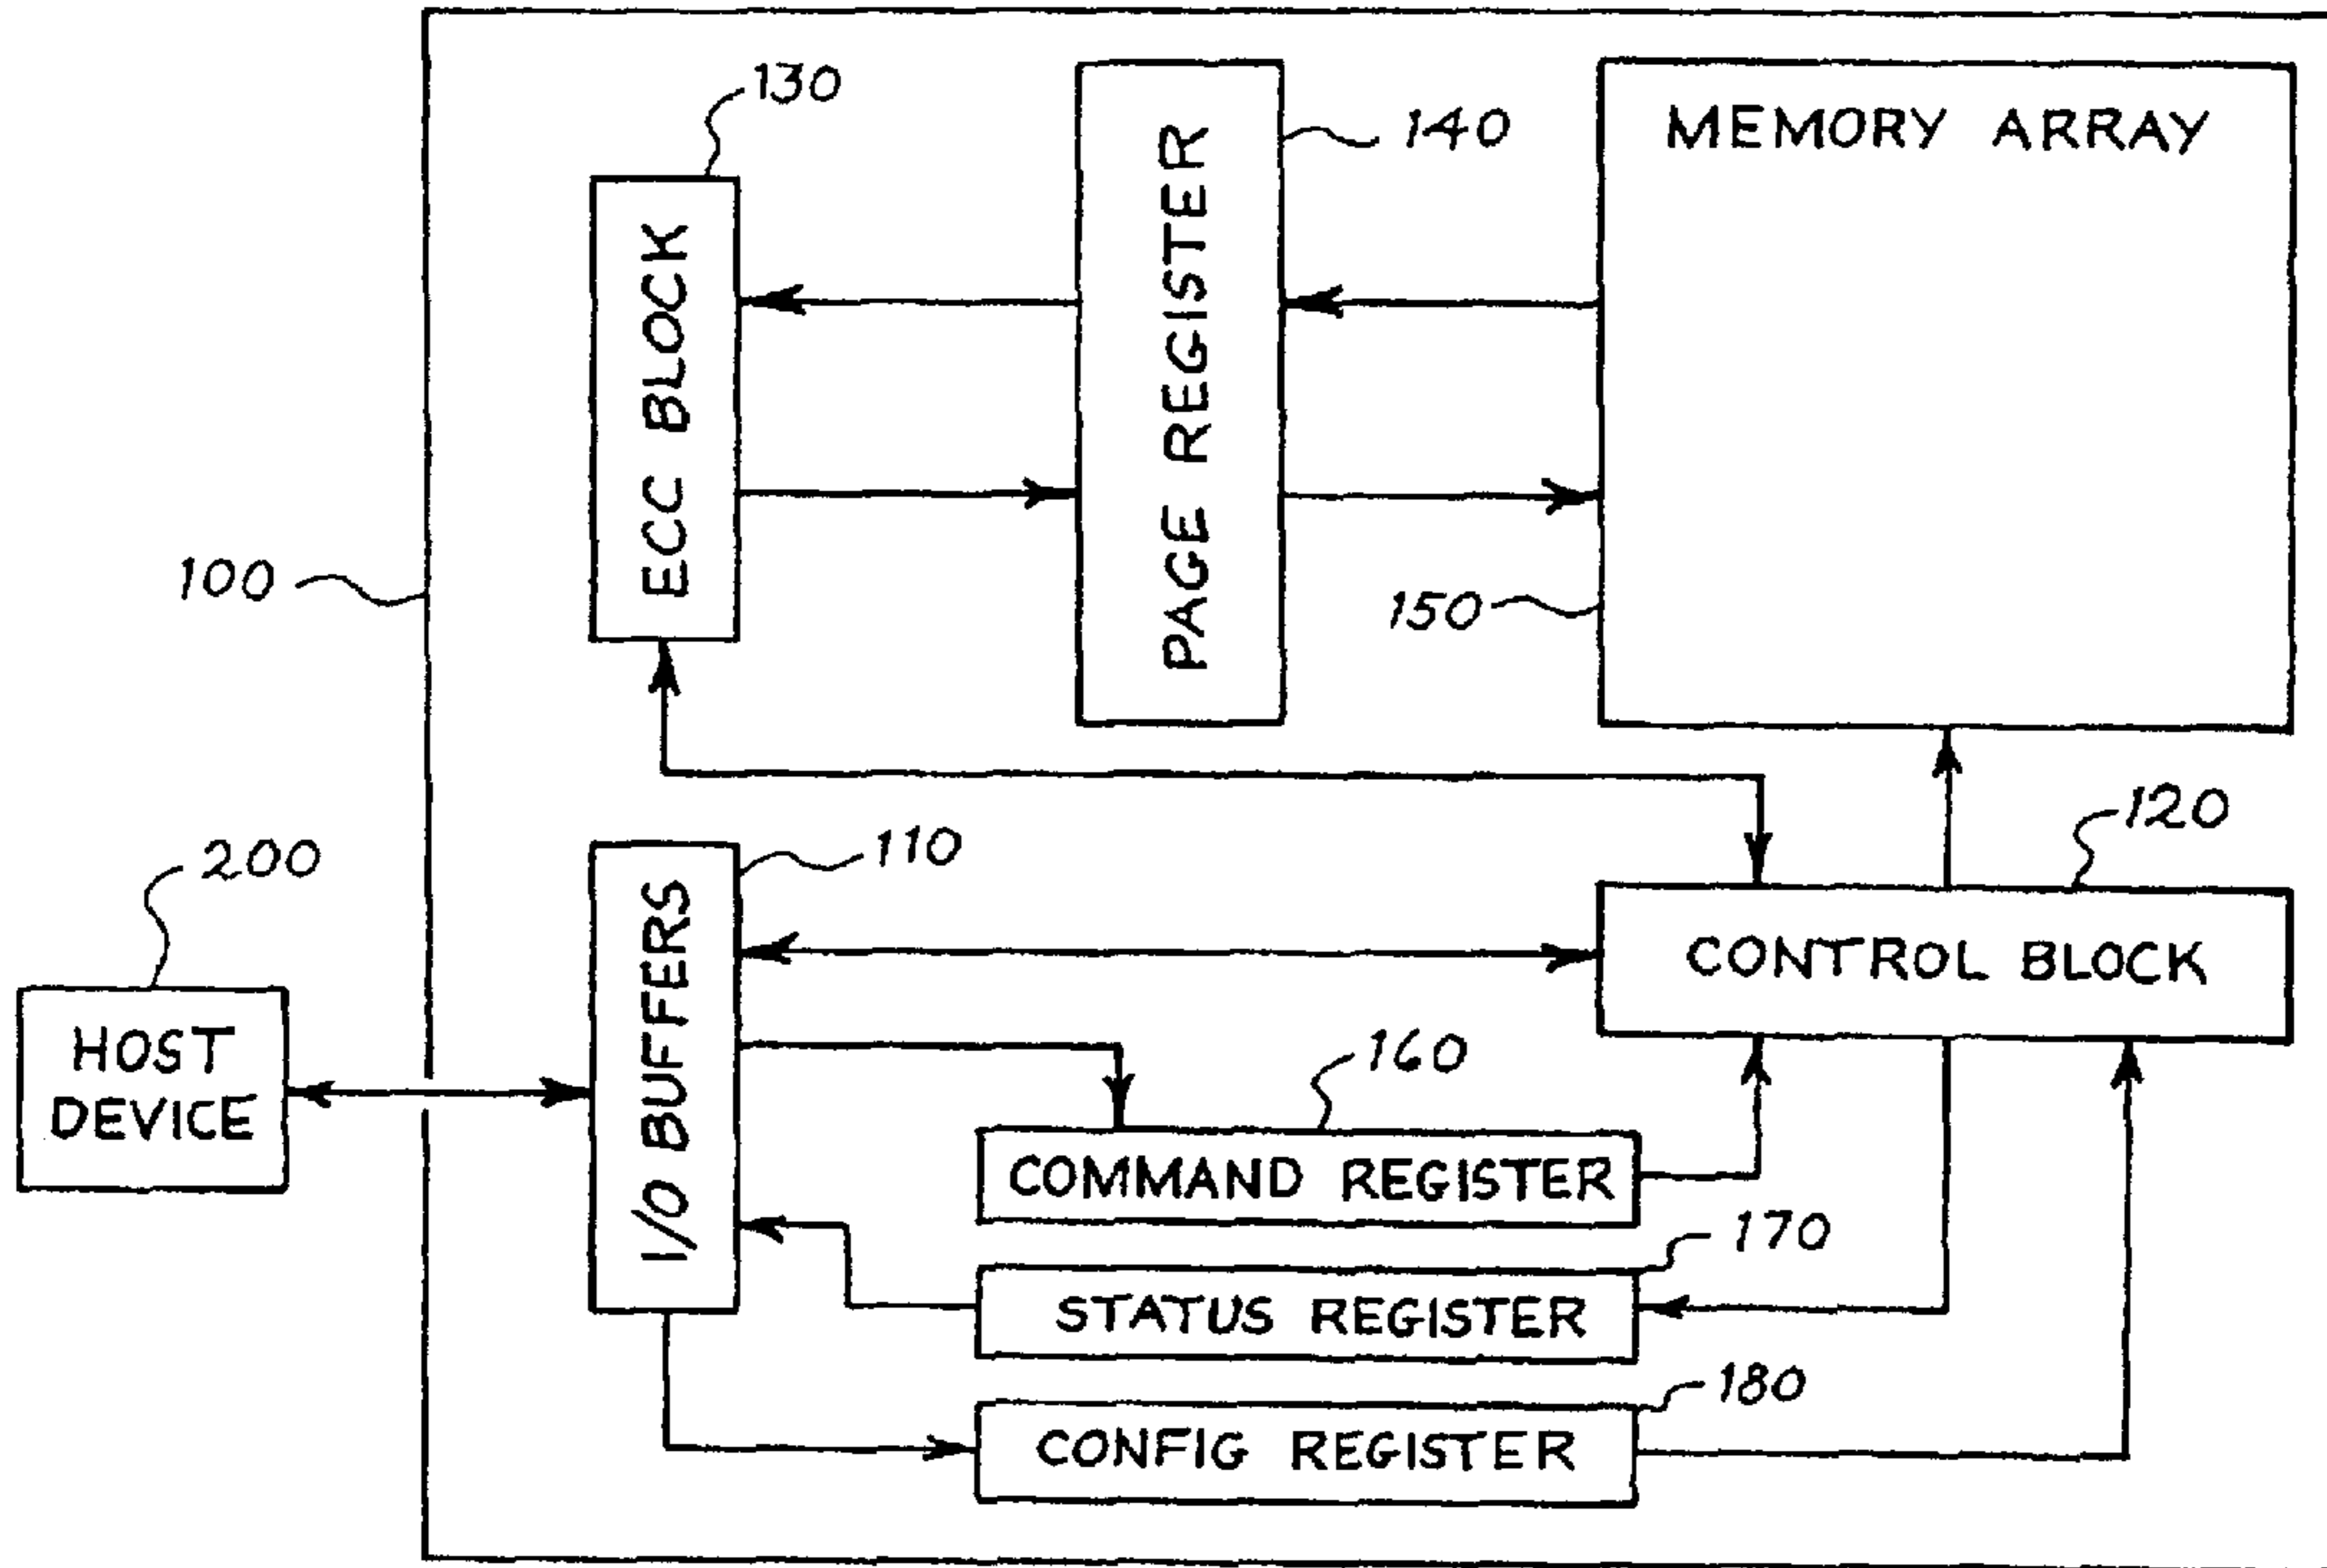 130
140
MEMORY ARRAY
ECC BLOCK
PAGE REGISTER
100
150
120
200
110
I/O BUFFERS
CONTROL BLOCK
HOST
DEVICE
160
COMMAND REGISTER
170
STATUS REGISTER
180
CONFIG REGISTER